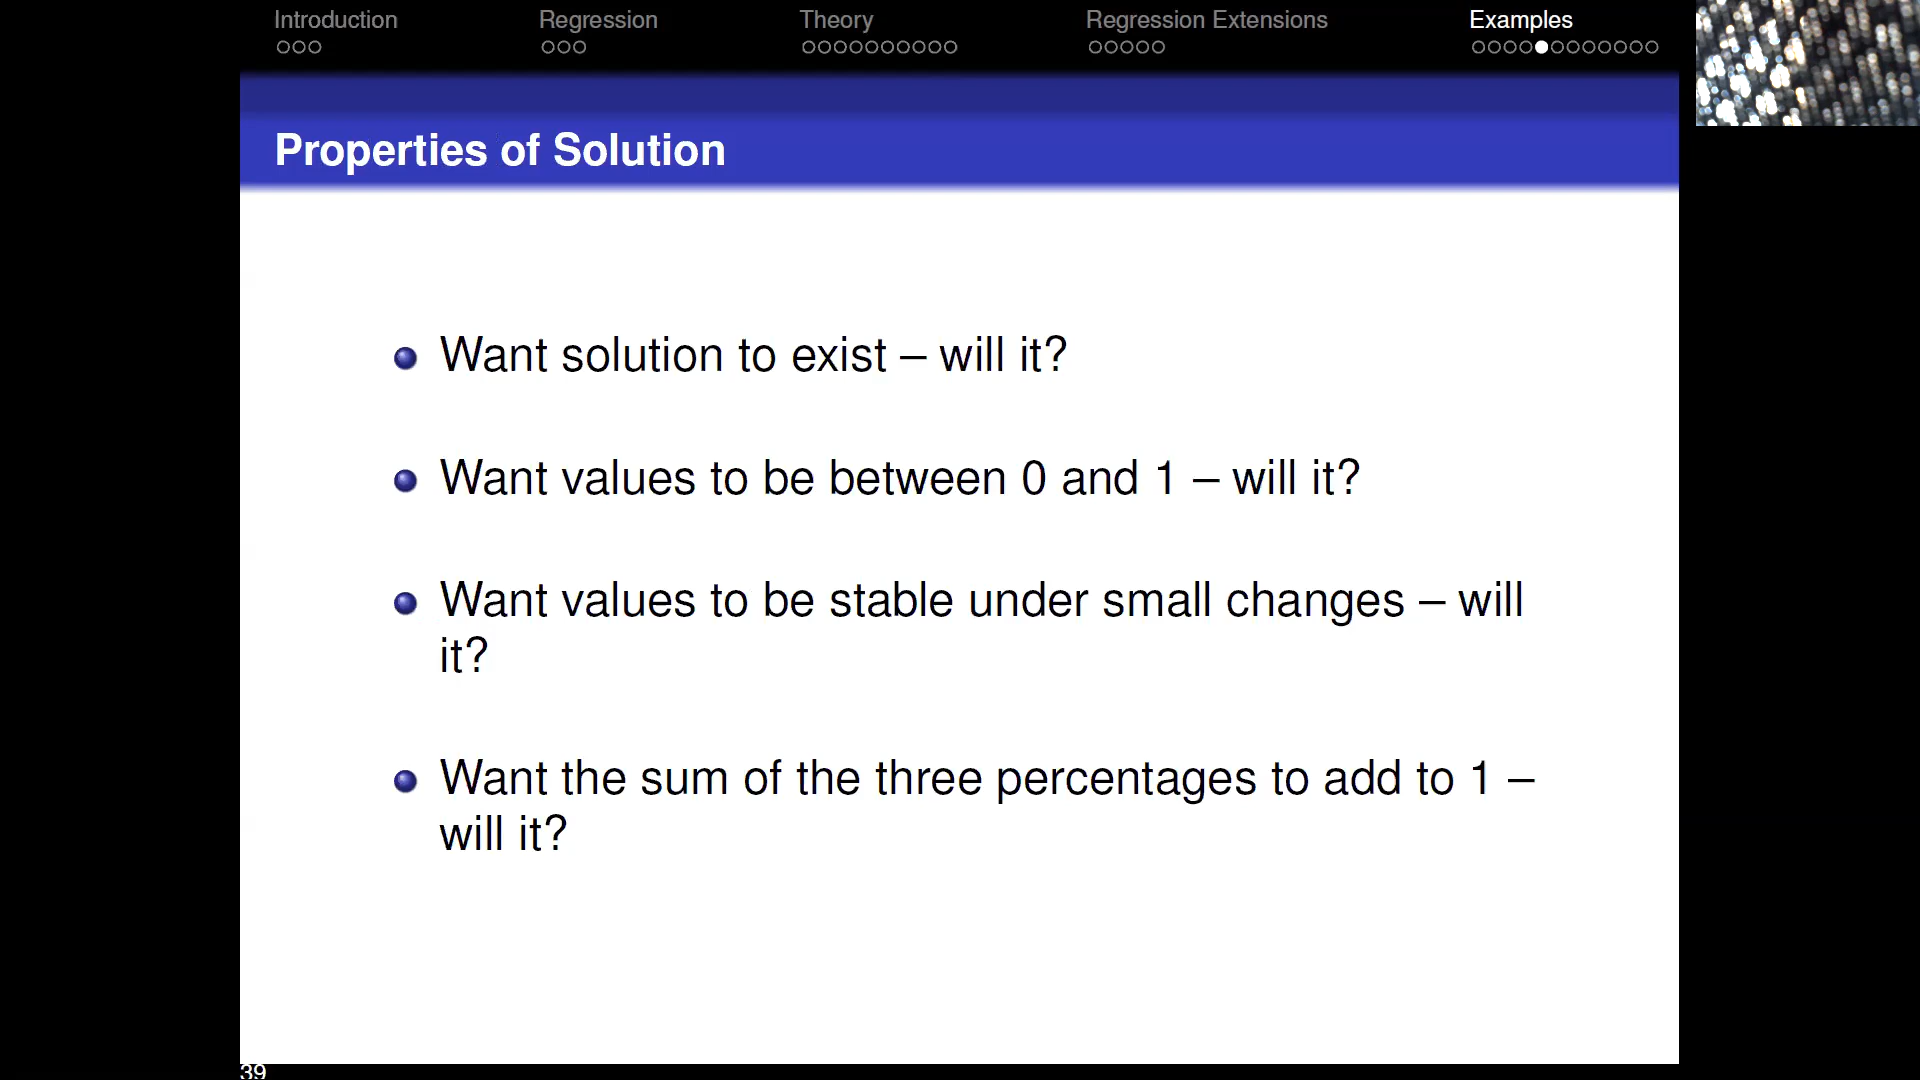 Introduction Regression Theory Regression Extensions Examples
Properties of Solution
Want solution to exist – will it?
Want values to be between 0 and 1 – will it?
Want values to be stable under small changes – will
it?
Want the sum of the three percentages to add to 1 –
will it?
39